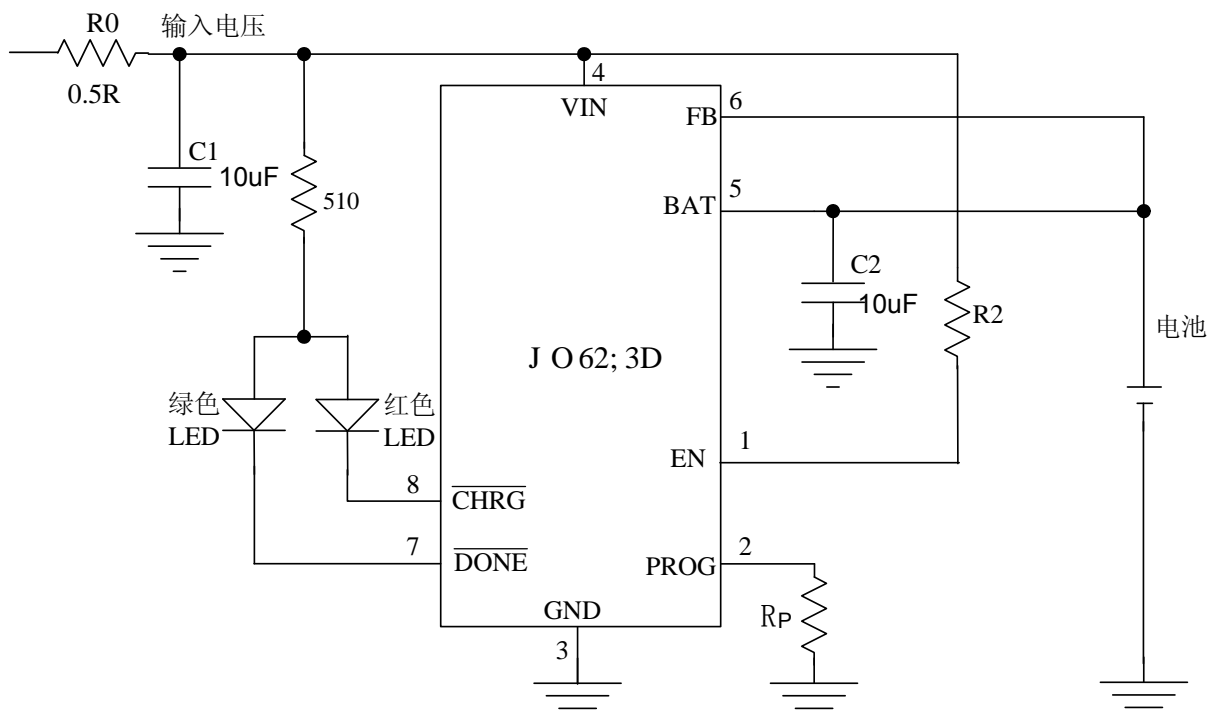 R0
输入电压
0.5R
C1
10uF
510
4
VIN
FB
6
BAT
5
C2
10uF
R2
电池
J O 62; 3D
绿色
LED
红色
LED
EN
1
8
CHRG
7
DONE
PROG
2
RP
GND
3